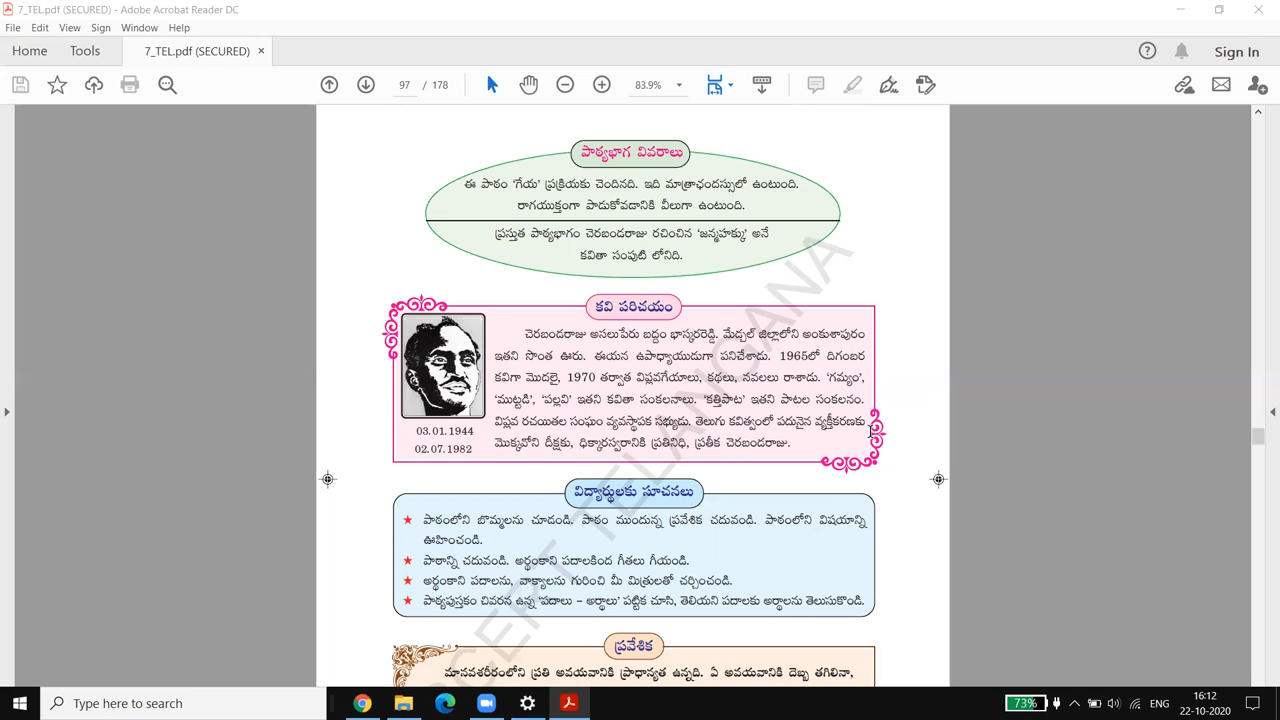 7_TEL.pdf (SECURED) - Adobe Acrobat Reader DC
File Edit View Sign Window Help
Home Tools 7_TEL.pdf (SECURED) × Sign In
97 / 178 83.9%
పాఠ్యభాగ వివరాలు
ఈ పాఠం ‘గేయ’ ప్రక్రియకు చెందినది. ఇది మాత్రాఛందస్సులో ఉంటుంది.
రాగయుక్తంగా పాడుకోవడానికి వీలుగా ఉంటుంది.
ప్రస్తుత పాఠ్యభాగం చెరబండరాజు రచించిన ‘జన్మహక్కు’ అనే
కవితా సంపుటి లోనిది.
కవి పరిచయం
చెరబండరాజు అసలుపేరు బద్దం భాస్కరరెడ్డి. మేడ్చల్ జిల్లాలోని అంకుశాపురం
ఇతని సొంత ఊరు. ఈయన ఉపాధ్యాయుడుగా పనిచేశాడు. 1965లో దిగంబర
కవిగా మొదలై, 1970 తర్వాత విప్లవగేయాలు, కథలు, నవలలు రాశాడు. ‘గమ్యం’,
‘ముట్టడి’, ‘పల్లవి’ ఇతని కవితా సంకలనాలు. ‘కత్తిపాట’ ఇతని పాటల సంకలనం.
విప్లవ రచయితల సంఘం వ్యవస్థాపక సభ్యుడు. తెలుగు కవిత్వంలో పదునైన వ్యక్తీకరణకు
మొక్కవోని దీక్షకు, ధిక్కారస్వరానికి ప్రతినిధి, ప్రతీక చెరబండరాజు.
03.01.1944
02.07.1982
విద్యార్థులకు సూచనలు
★ పాఠంలోని బొమ్మలను చూడండి. పాఠం ముందున్న ప్రవేశిక చదువండి. పాఠంలోని విషయాన్ని
ఊహించండి.
★ పాఠాన్ని చదువండి. అర్థంకాని పదాలకింద గీతలు గీయండి.
★ అర్థంకాని పదాలను, వాక్యాలను గురించి మీ మిత్రులతో చర్చించండి.
★ పాఠ్యపుస్తకం చివరన ఉన్న ‘పదాలు – అర్థాలు’ పట్టిక చూసి, తెలియని పదాలకు అర్థాలను తెలుసుకొండి.
ప్రవేశిక
మానవశరీరంలోని ప్రతి అవయవానికి ప్రాధాన్యత ఉన్నది. ఏ అవయవానికి దెబ్బ తగిలినా,
SCERT TELANGANA
Type here to search 73% ENG 16:12
22-10-2020